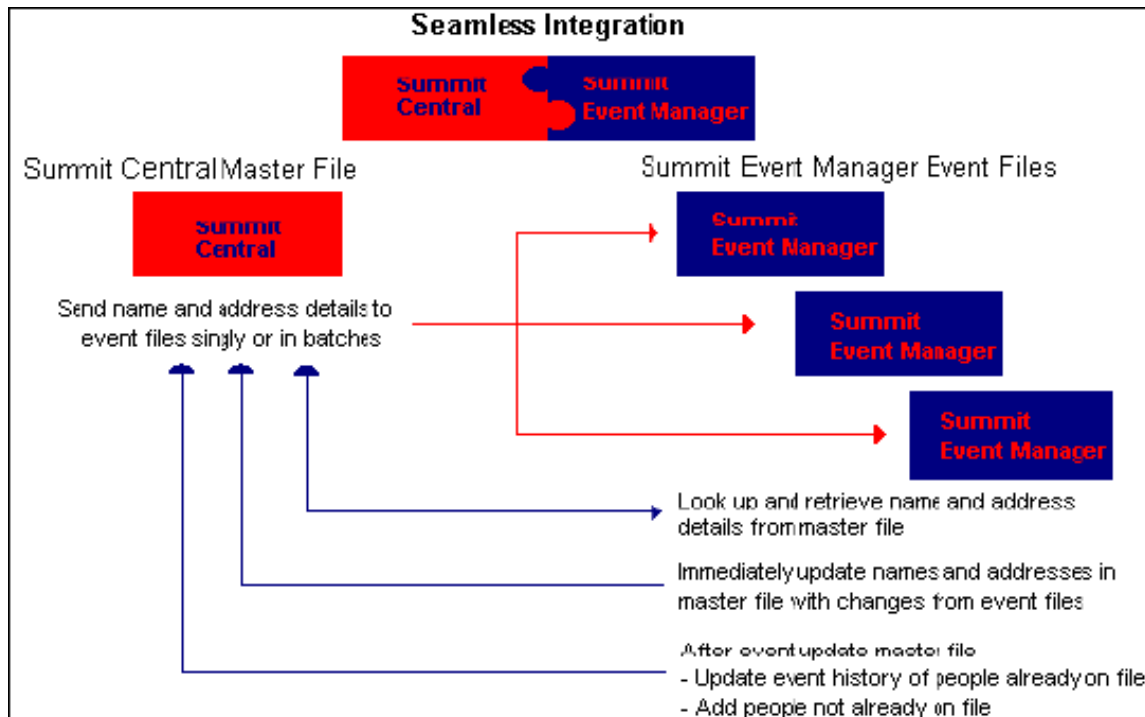 Seamless Integration
Summit
Central
Summit
Event Manager
Summit Central Master File
Summit Event Manager Event Files
Summit
Central
Summit
Event Manager
Send name and address details to
event files singly or in batches
Summit
Event Manager
Summit
Event Manager
Look up and retrieve name and address
details from master file
Immediately update names and addresses in
master file with changes from event files
After event update master file
- Update event history of people already on file
- Add people not already on file